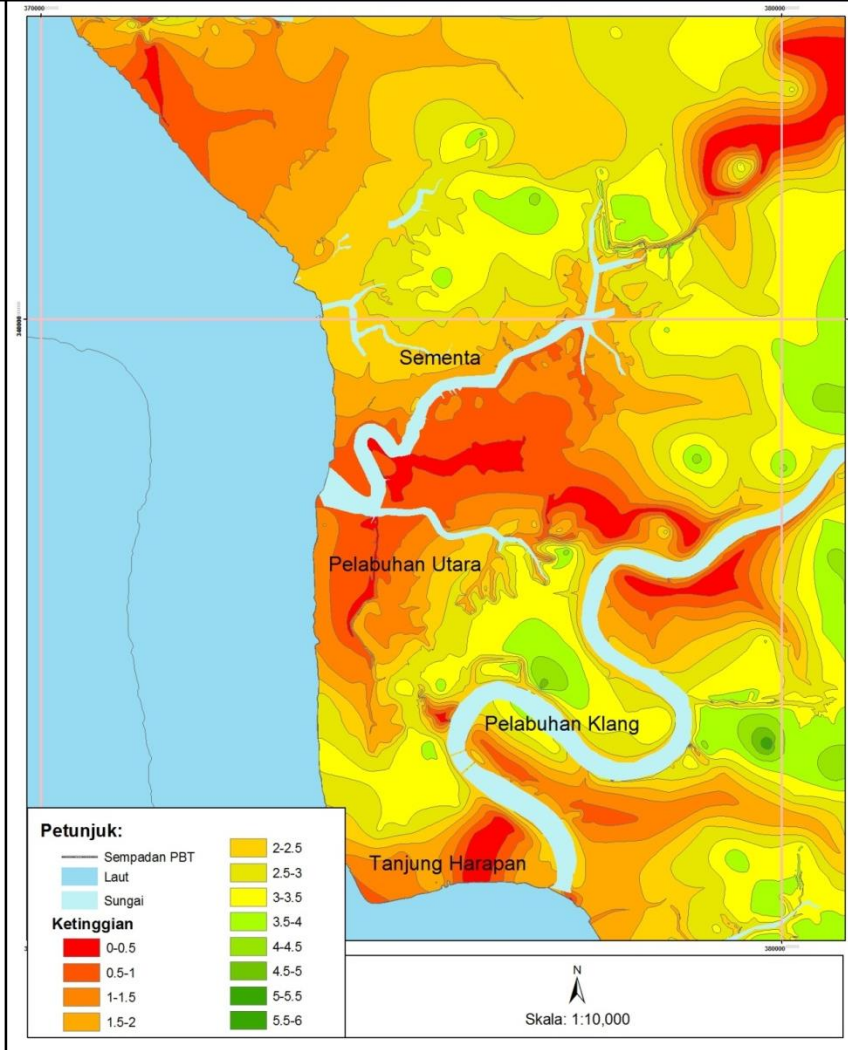 370000
380000
340000
Sementa
Pelabuhan Utara
Pelabuhan Klang
Tanjung Harapan
Petunjuk:
Sempadan PBT
Laut
Sungai
Ketinggian
0-0.5
0.5-1
1-1.5
1.5-2
2-2.5
2.5-3
3-3.5
3.5-4
4-4.5
4.5-5
5-5.5
5.5-6
380000
N
Skala: 1:10,000